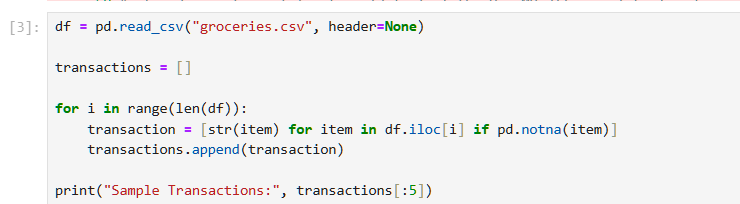 [3]: df = pd.read_csv("groceries.csv", header=None)
transactions = []
for i in range(len(df)):
    transaction = [str(item) for item in df.iloc[i] if pd.notna(item)]
    transactions.append(transaction)
print("Sample Transactions:", transactions[:5])